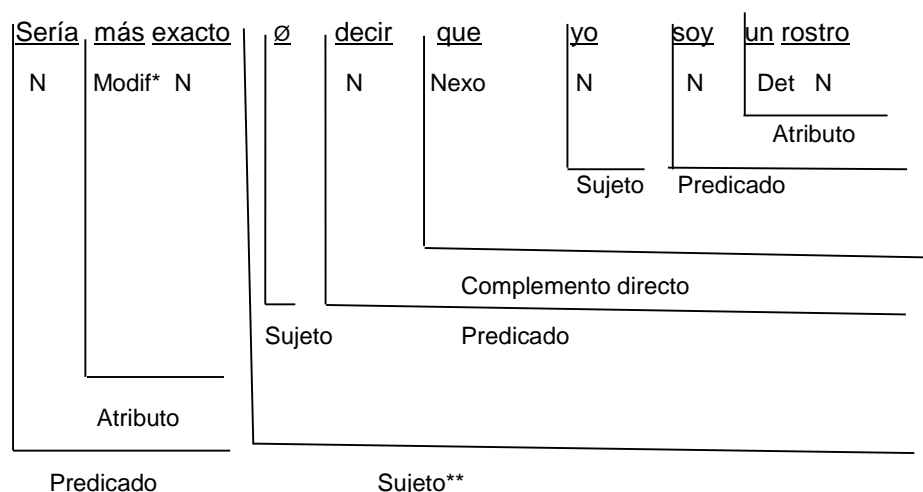 Sería más exacto Ø decir que yo soy un rostro
N Modif* N N Nexo N N Det N
Atributo
Sujeto Predicado
Complemento directo
Sujeto Predicado
Atributo
Predicado Sujeto**